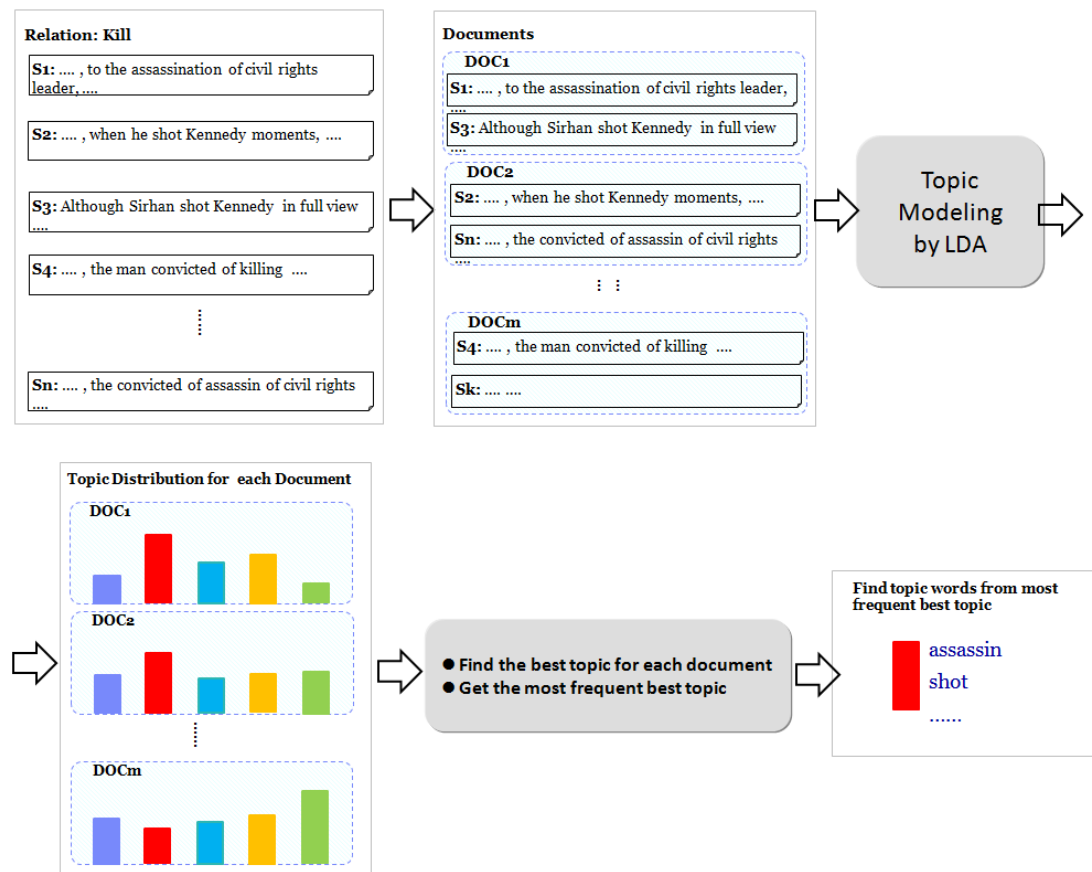 Relation: Kill
S1: .... , to the assassination of civil rights
leader, ....
S2: .... , when he shot Kennedy moments, ....
S3: Although Sirhan shot Kennedy in full view
....
S4: .... , the man convicted of killing ....
Sn: .... , the convicted of assassin of civil rights
....
Documents
DOC1
S1: .... , to the assassination of civil rights leader,
....
S3: Although Sirhan shot Kennedy in full view
....
DOC2
S2: .... , when he shot Kennedy moments, ....
Sn: .... , the convicted of assassin of civil rights
....
DOCm
S4: .... , the man convicted of killing ....
Sk: .... ....
Topic
Modeling
by LDA
Topic Distribution for each Document
DOC1
DOC2
DOCm
● Find the best topic for each document
● Get the most frequent best topic
Find topic words from most
frequent best topic
assassin
shot
......